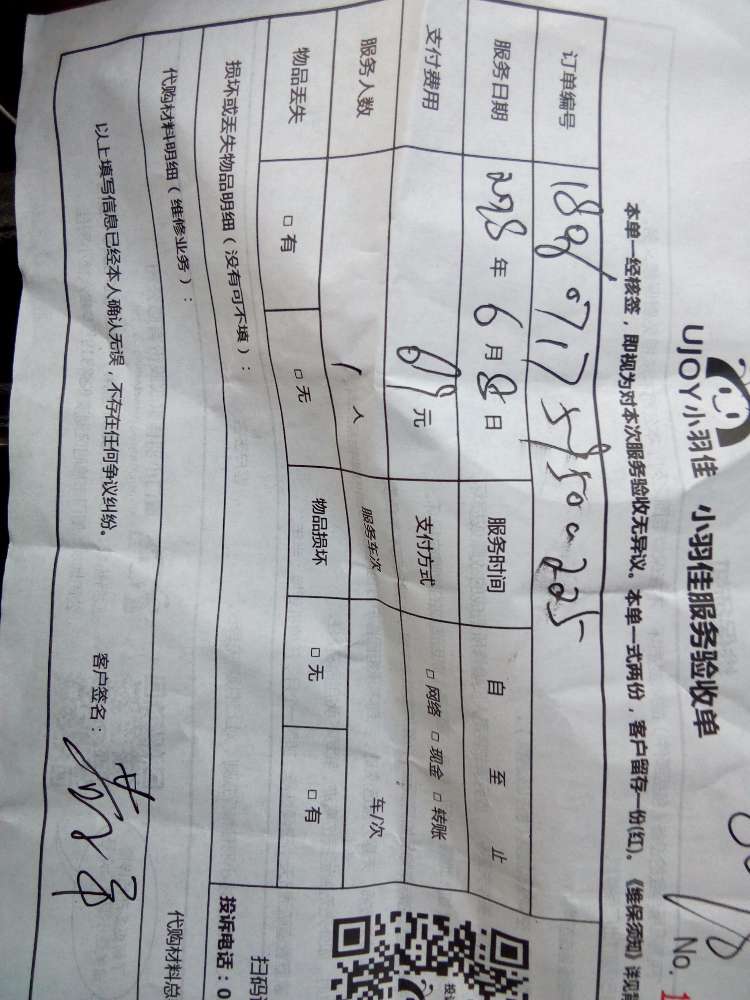 UJOY小羽佳 小羽佳服务验收单
No. 1
本单一经核签，即视为对本次服务验收无异议。本单一式两份，客户留存一份(红)。《维保须知》详见
订单编号
服务日期 年 6 月 8 日 服务时间 自 至 止
支付费用 元 支付方式 □ 网络 □ 现金 □ 转账
服务人数 1 人 服务车次 车/次
物品丢失 □ 有 □ 无 物品损坏 □ 无 □ 有
损坏或丢失物品明细（没有可不填）：
投诉电话：0
扫码
代购材料明细（维修业务）：
代购材料总
以上填写信息已经本人确认无误，不存在任何争议纠纷。 客户签名：